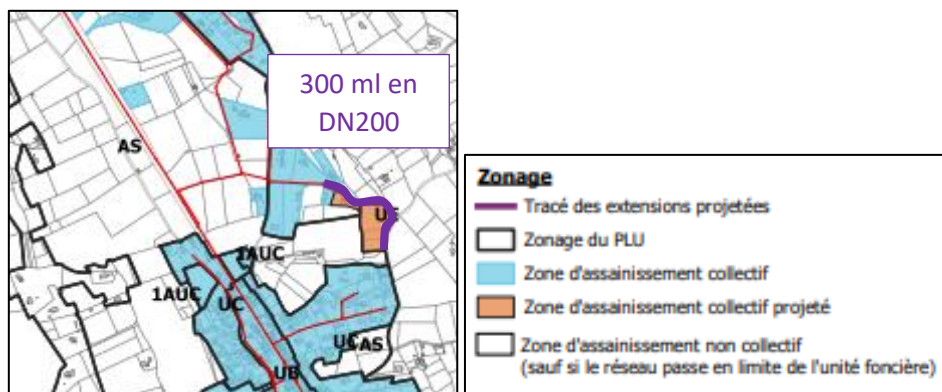 300 ml en
DN200
AS
UC
1AUC
1AUC
UC
UC
AS
UB
Zonage
Tracé des extensions projetées
Zonage du PLU
Zone d'assainissement collectif
Zone d'assainissement collectif projeté
Zone d'assainissement non collectif
(sauf si le réseau passe en limite de l'unité foncière)